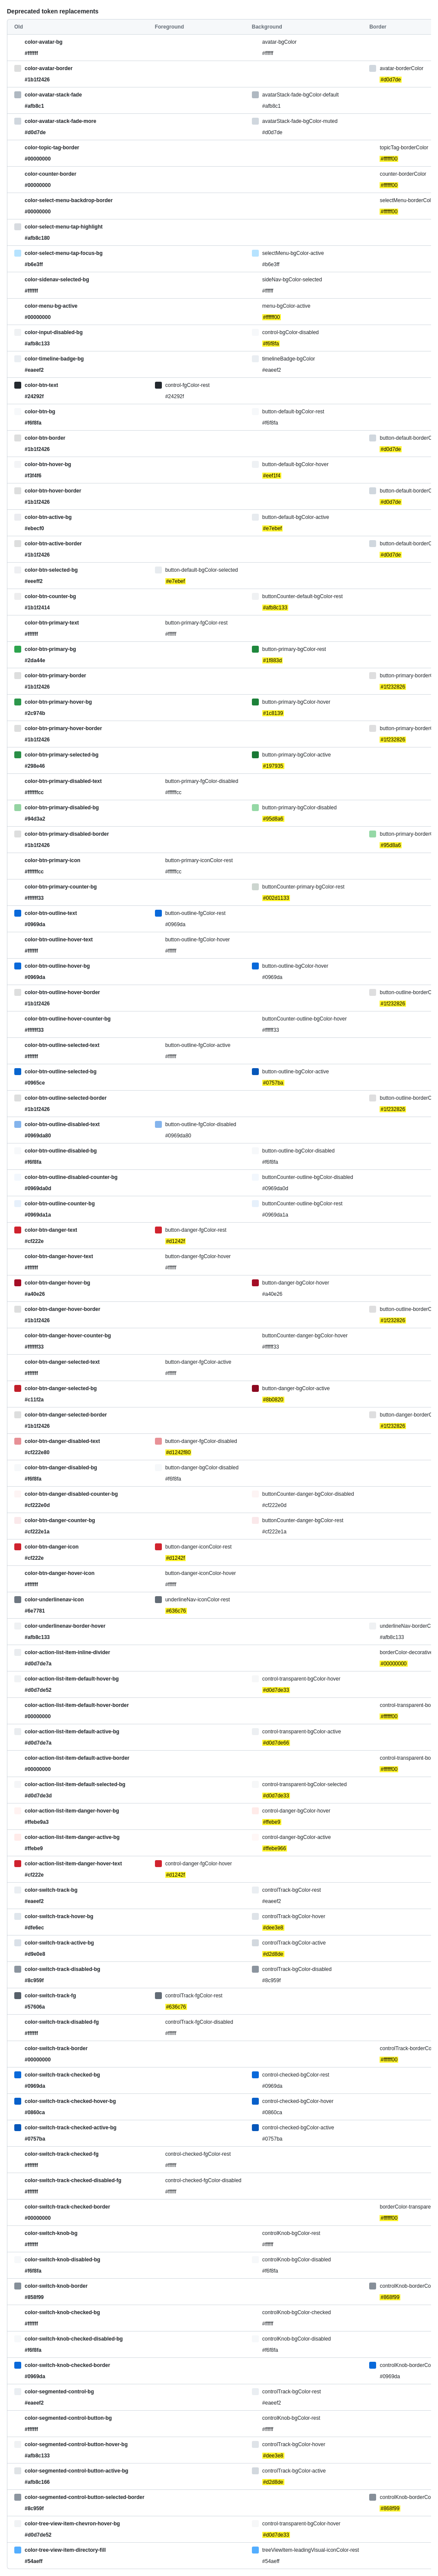 Deprecated token replacements
Old Foreground Background Border
color-avatar-bg avatar-bgColor
#ffffff #ffffff
color-avatar-border avatar-borderColor
#1b1f2426 #d0d7de
color-avatar-stack-fade avatarStack-fade-bgColor-default
#afb8c1 #afb8c1
color-avatar-stack-fade-more avatarStack-fade-bgColor-muted
#d0d7de #d0d7de
color-topic-tag-border topicTag-borderColor
#00000000 #ffffff00
color-counter-border counter-borderColor
#00000000 #ffffff00
color-select-menu-backdrop-border selectMenu-borderCol
#00000000 #ffffff00
color-select-menu-tap-highlight
#afb8c180
color-select-menu-tap-focus-bg selectMenu-bgColor-active
#b6e3ff #b6e3ff
color-sidenav-selected-bg sideNav-bgColor-selected
#ffffff #ffffff
color-menu-bg-active menu-bgColor-active
#00000000 #ffffff00
color-input-disabled-bg control-bgColor-disabled
#afb8c133 #f6f8fa
color-timeline-badge-bg timelineBadge-bgColor
#eaeef2 #eaeef2
color-btn-text control-fgColor-rest
#24292f #24292f
color-btn-bg button-default-bgColor-rest
#f6f8fa #f6f8fa
color-btn-border button-default-borderC
#1b1f2426 #d0d7de
color-btn-hover-bg button-default-bgColor-hover
#f3f4f6 #eef1f4
color-btn-hover-border button-default-borderC
#1b1f2426 #d0d7de
color-btn-active-bg button-default-bgColor-active
#ebecf0 #e7ebef
color-btn-active-border button-default-borderC
#1b1f2426 #d0d7de
color-btn-selected-bg button-default-bgColor-selected
#eeeff2 #e7ebef
color-btn-counter-bg buttonCounter-default-bgColor-rest
#1b1f2414 #afb8c133
color-btn-primary-text button-primary-fgColor-rest
#ffffff #ffffff
color-btn-primary-bg button-primary-bgColor-rest
#2da44e #1f883d
color-btn-primary-border button-primary-border
#1b1f2426 #1f232826
color-btn-primary-hover-bg button-primary-bgColor-hover
#2c974b #1c8139
color-btn-primary-hover-border button-primary-border
#1b1f2426 #1f232826
color-btn-primary-selected-bg button-primary-bgColor-active
#298e46 #197935
color-btn-primary-disabled-text button-primary-fgColor-disabled
#ffffffcc #ffffffcc
color-btn-primary-disabled-bg button-primary-bgColor-disabled
#94d3a2 #95d8a6
color-btn-primary-disabled-border button-primary-border
#1b1f2426 #95d8a6
color-btn-primary-icon button-primary-iconColor-rest
#ffffffcc #ffffffcc
color-btn-primary-counter-bg buttonCounter-primary-bgColor-rest
#ffffff33 #002d1133
color-btn-outline-text button-outline-fgColor-rest
#0969da #0969da
color-btn-outline-hover-text button-outline-fgColor-hover
#ffffff #ffffff
color-btn-outline-hover-bg button-outline-bgColor-hover
#0969da #0969da
color-btn-outline-hover-border button-outline-borderC
#1b1f2426 #1f232826
color-btn-outline-hover-counter-bg buttonCounter-outline-bgColor-hover
#ffffff33 #ffffff33
color-btn-outline-selected-text button-outline-fgColor-active
#ffffff #ffffff
color-btn-outline-selected-bg button-outline-bgColor-active
#0965ce #0757ba
color-btn-outline-selected-border button-outline-borderC
#1b1f2426 #1f232826
color-btn-outline-disabled-text button-outline-fgColor-disabled
#0969da80 #0969da80
color-btn-outline-disabled-bg button-outline-bgColor-disabled
#f6f8fa #f6f8fa
color-btn-outline-disabled-counter-bg buttonCounter-outline-bgColor-disabled
#0969da0d #0969da0d
color-btn-outline-counter-bg buttonCounter-outline-bgColor-rest
#0969da1a #0969da1a
color-btn-danger-text button-danger-fgColor-rest
#cf222e #d1242f
color-btn-danger-hover-text button-danger-fgColor-hover
#ffffff #ffffff
color-btn-danger-hover-bg button-danger-bgColor-hover
#a40e26 #a40e26
color-btn-danger-hover-border button-outline-borderC
#1b1f2426 #1f232826
color-btn-danger-hover-counter-bg buttonCounter-danger-bgColor-hover
#ffffff33 #ffffff33
color-btn-danger-selected-text button-danger-fgColor-active
#ffffff #ffffff
color-btn-danger-selected-bg button-danger-bgColor-active
#c11f2a #8b0820
color-btn-danger-selected-border button-danger-borderC
#1b1f2426 #1f232826
color-btn-danger-disabled-text button-danger-fgColor-disabled
#cf222e80 #d1242f80
color-btn-danger-disabled-bg button-danger-bgColor-disabled
#f6f8fa #f6f8fa
color-btn-danger-disabled-counter-bg buttonCounter-danger-bgColor-disabled
#cf222e0d #cf222e0d
color-btn-danger-counter-bg buttonCounter-danger-bgColor-rest
#cf222e1a #cf222e1a
color-btn-danger-icon button-danger-iconColor-rest
#cf222e #d1242f
color-btn-danger-hover-icon button-danger-iconColor-hover
#ffffff #ffffff
color-underlinenav-icon underlineNav-iconColor-rest
#6e7781 #636c76
color-underlinenav-border-hover underlineNav-borderC
#afb8c133 #afb8c133
color-action-list-item-inline-divider borderColor-decorative
#d0d7de7a #00000000
color-action-list-item-default-hover-bg control-transparent-bgColor-hover
#d0d7de52 #d0d7de33
color-action-list-item-default-hover-border control-transparent-bo
#00000000 #ffffff00
color-action-list-item-default-active-bg control-transparent-bgColor-active
#d0d7de7a #d0d7de66
color-action-list-item-default-active-border control-transparent-bo
#00000000 #ffffff00
color-action-list-item-default-selected-bg control-transparent-bgColor-selected
#d0d7de3d #d0d7de33
color-action-list-item-danger-hover-bg control-danger-bgColor-hover
#ffebe9a3 #ffebe9
color-action-list-item-danger-active-bg control-danger-bgColor-active
#ffebe9 #ffebe966
color-action-list-item-danger-hover-text control-danger-fgColor-hover
#cf222e #d1242f
color-switch-track-bg controlTrack-bgColor-rest
#eaeef2 #eaeef2
color-switch-track-hover-bg controlTrack-bgColor-hover
#dfe6ec #dee3e8
color-switch-track-active-bg controlTrack-bgColor-active
#d9e0e8 #d2d8de
color-switch-track-disabled-bg controlTrack-bgColor-disabled
#8c959f #8c959f
color-switch-track-fg controlTrack-fgColor-rest
#57606a #636c76
color-switch-track-disabled-fg controlTrack-fgColor-disabled
#ffffff #ffffff
color-switch-track-border controlTrack-borderCo
#00000000 #ffffff00
color-switch-track-checked-bg control-checked-bgColor-rest
#0969da #0969da
color-switch-track-checked-hover-bg control-checked-bgColor-hover
#0860ca #0860ca
color-switch-track-checked-active-bg control-checked-bgColor-active
#0757ba #0757ba
color-switch-track-checked-fg control-checked-fgColor-rest
#ffffff #ffffff
color-switch-track-checked-disabled-fg control-checked-fgColor-disabled
#ffffff #ffffff
color-switch-track-checked-border borderColor-transpare
#00000000 #ffffff00
color-switch-knob-bg controlKnob-bgColor-rest
#ffffff #ffffff
color-switch-knob-disabled-bg controlKnob-bgColor-disabled
#f6f8fa #f6f8fa
color-switch-knob-border controlKnob-borderCo
#858f99 #868f99
color-switch-knob-checked-bg controlKnob-bgColor-checked
#ffffff #ffffff
color-switch-knob-checked-disabled-bg controlKnob-bgColor-disabled
#f6f8fa #f6f8fa
color-switch-knob-checked-border controlKnob-borderCo
#0969da #0969da
color-segmented-control-bg controlTrack-bgColor-rest
#eaeef2 #eaeef2
color-segmented-control-button-bg controlKnob-bgColor-rest
#ffffff #ffffff
color-segmented-control-button-hover-bg controlTrack-bgColor-hover
#afb8c133 #dee3e8
color-segmented-control-button-active-bg controlTrack-bgColor-active
#afb8c166 #d2d8de
color-segmented-control-button-selected-border controlKnob-borderCo
#8c959f #868f99
color-tree-view-item-chevron-hover-bg control-transparent-bgColor-hover
#d0d7de52 #d0d7de33
color-tree-view-item-directory-fill treeViewItem-leadingVisual-iconColor-rest
#54aeff #54aeff